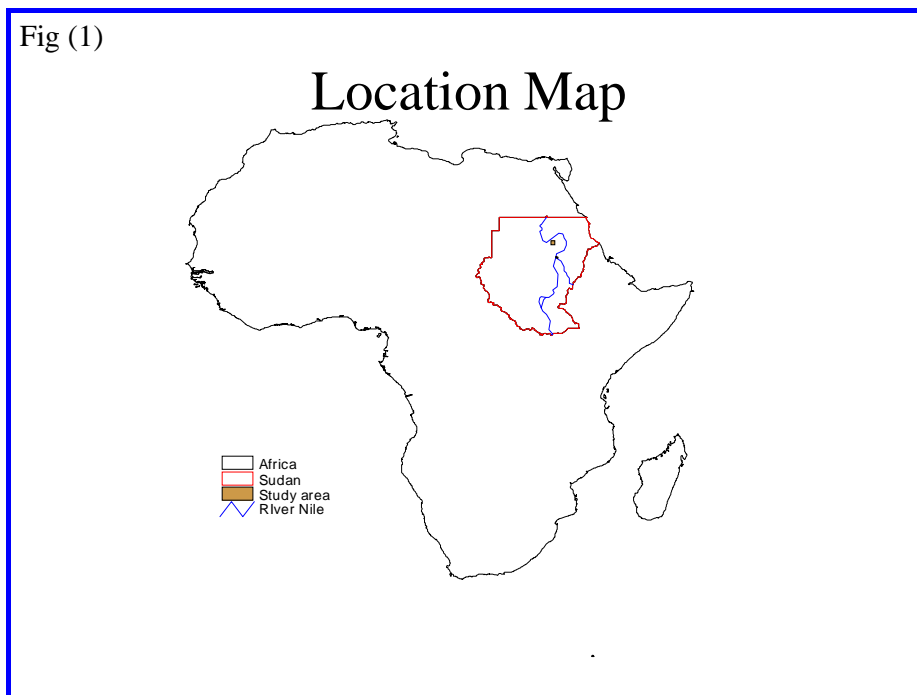 Fig (1)
Location Map
Africa
Sudan
Study area
RIver Nile